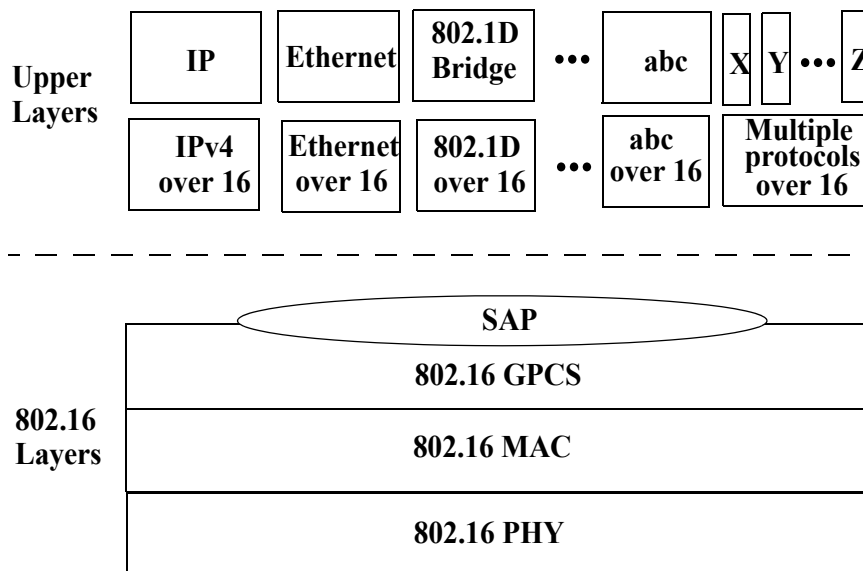 Upper
Layers
IP
Ethernet
802.1D
Bridge
•••
abc
X
Y
•••
Z
IPv4
over 16
Ethernet
over 16
802.1D
over 16
•••
abc
over 16
Multiple
protocols
over 16
SAP
802.16 GPCS
802.16
Layers
802.16 MAC
802.16 PHY